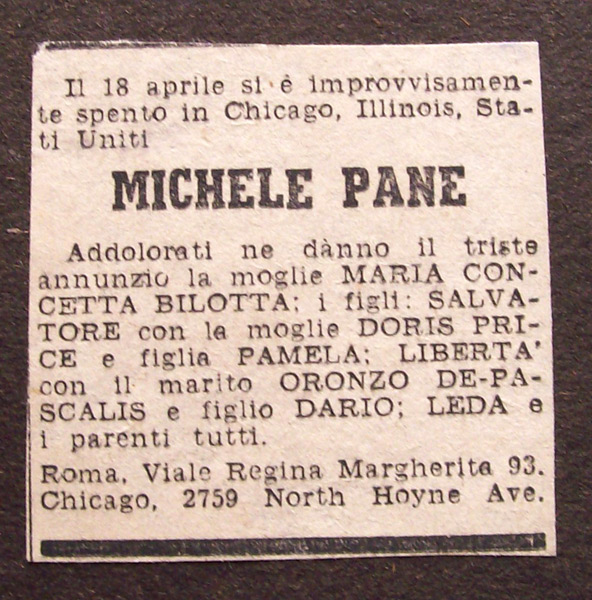 Il 18 aprile si è improvvisamen-
te spento in Chicago, Illinois, Sta-
ti Uniti
MICHELE PANE
Addolorati ne dànno il triste
annunzio la moglie MARIA CON-
CETTA BILOTTA; i figli: SALVA-
TORE con la moglie DORIS PRI-
CE e figlia PAMELA; LIBERTA'
con il marito ORONZO DE-PA-
SCALIS e figlio DARIO; LEDA e
i parenti tutti.
Roma, Viale Regina Margherita 93.
Chicago, 2759 North Hoyne Ave.